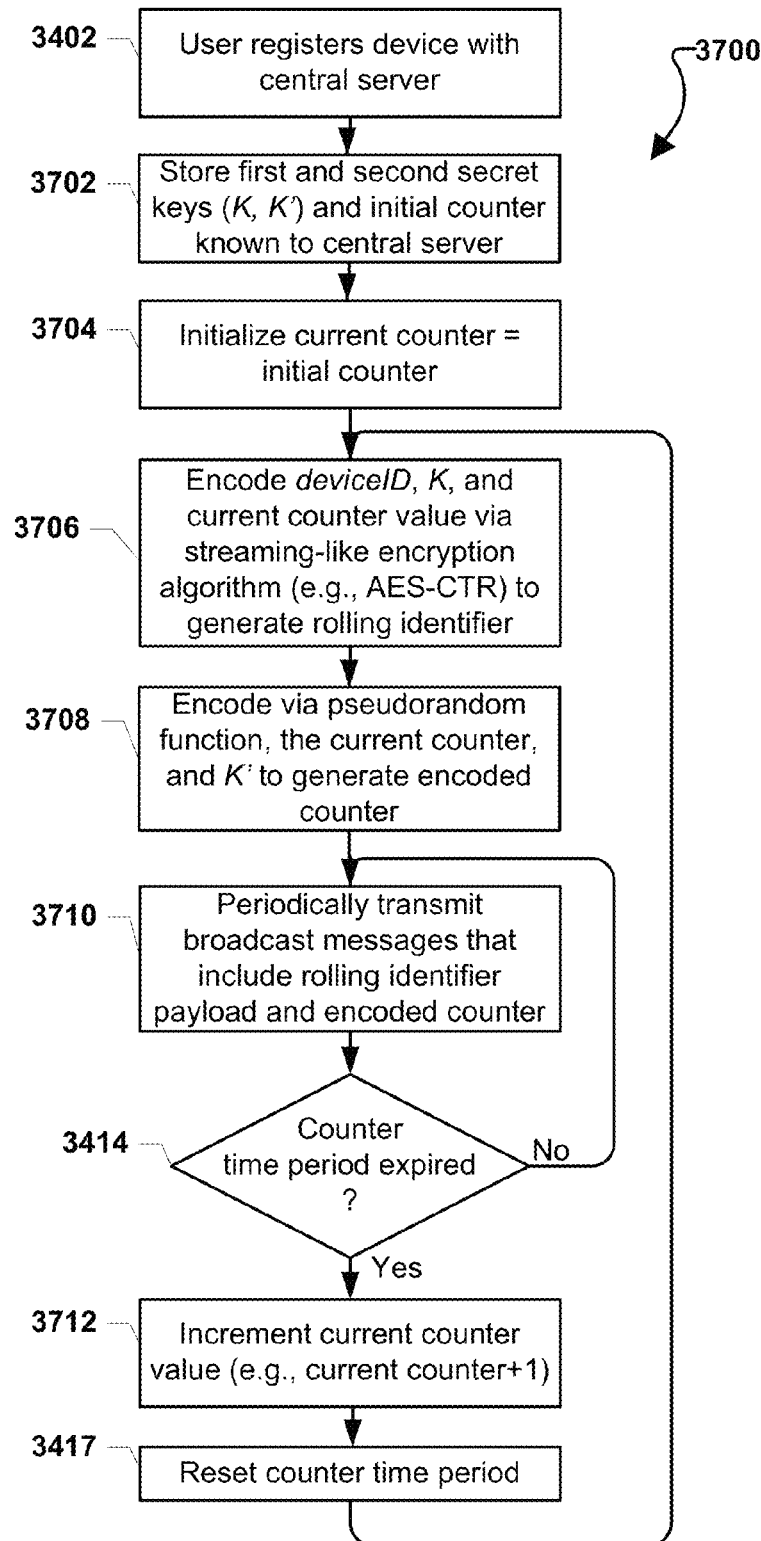 3402
User registers device with
central server
3700
3702
Store first and second secret
keys (K, K’) and initial counter
known to central server
3704
Initialize current counter =
initial counter
3706
Encode deviceID, K, and
current counter value via
streaming-like encryption
algorithm (e.g., AES-CTR) to
generate rolling identifier
3708
Encode via pseudorandom
function, the current counter,
and K’ to generate encoded
counter
3710
Periodically transmit
broadcast messages that
include rolling identifier
payload and encoded counter
3414
Counter
time period expired
?
No
Yes
3712
Increment current counter
value (e.g., current counter+1)
3417
Reset counter time period